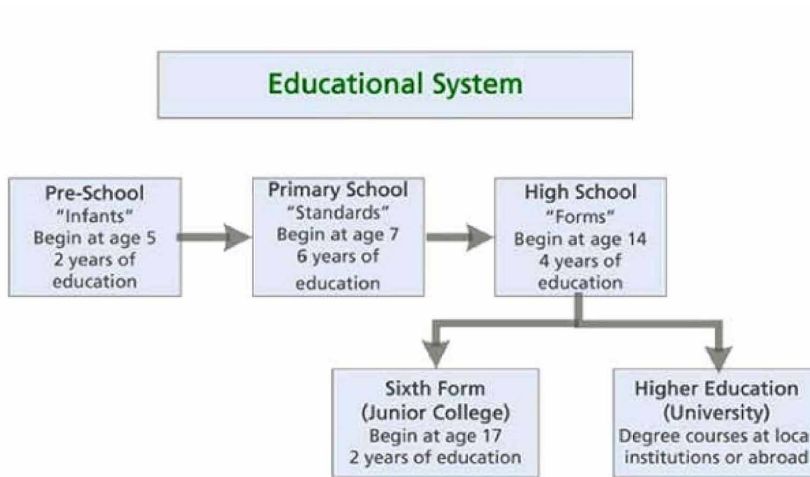 Educational System
Pre-School
"Infants"
Begin at age 5
2 years of
education
Primary School
"Standards"
Begin at age 7
6 years of
education
High School
"Forms"
Begin at age 14
4 years of
education
Sixth Form
(Junior College)
Begin at age 17
2 years of education
Higher Education
(University)
Degree courses at loca
institutions or abroad